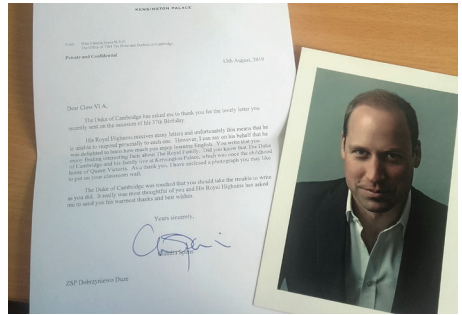 KENSINGTON PALACE
From:
Private and Confidential
13th August, 2019
Dear Class VI A,
The Duke of Cambridge has asked me to thank you for the lovely letter you
recently sent on the occasion of his 37th Birthday.
His Royal Highness receives many letters and unfortunately this means that he
is unable to respond personally to each one. However, I can say on his behalf that he
was delighted to learn how much you enjoy learning English. You write that you
enjoy finding interesting facts about The Royal Family. Did you know that The Duke
of Cambridge and his family live at Kensington Palace, which was once the childhood
home of Queen Victoria. As a thank you, I have enclosed a photograph you may like
to put on your classroom wall.
The Duke of Cambridge was touched that you should take the trouble to write
as you did. It really was most thoughtful of you and His Royal Highness has asked
me to send you his warmest thanks and best wishes.
Yours sincerely,
ZSP Dobrzyniewo Duże